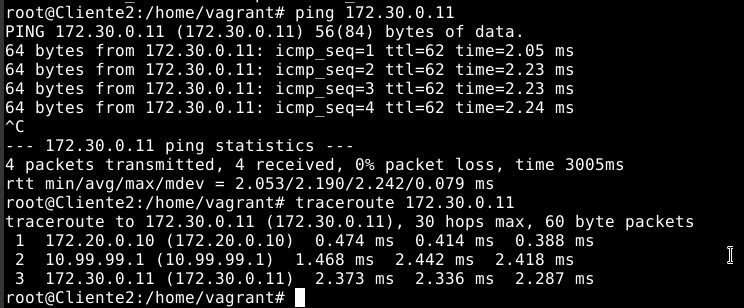 root@Cliente2:/home/vagrant# ping 172.30.0.11
PING 172.30.0.11 (172.30.0.11) 56(84) bytes of data.
64 bytes from 172.30.0.11: icmp_seq=1 ttl=62 time=2.05 ms
64 bytes from 172.30.0.11: icmp_seq=2 ttl=62 time=2.23 ms
64 bytes from 172.30.0.11: icmp_seq=3 ttl=62 time=2.23 ms
64 bytes from 172.30.0.11: icmp_seq=4 ttl=62 time=2.24 ms
^C
--- 172.30.0.11 ping statistics ---
4 packets transmitted, 4 received, 0% packet loss, time 3005ms
rtt min/avg/max/mdev = 2.053/2.190/2.242/0.079 ms
root@Cliente2:/home/vagrant# traceroute 172.30.0.11
traceroute to 172.30.0.11 (172.30.0.11), 30 hops max, 60 byte packets
 1  172.20.0.10 (172.20.0.10)  0.474 ms  0.414 ms  0.388 ms
 2  10.99.99.1 (10.99.99.1)  1.468 ms  2.442 ms  2.418 ms
 3  172.30.0.11 (172.30.0.11)  2.373 ms  2.336 ms  2.287 ms
root@Cliente2:/home/vagrant#